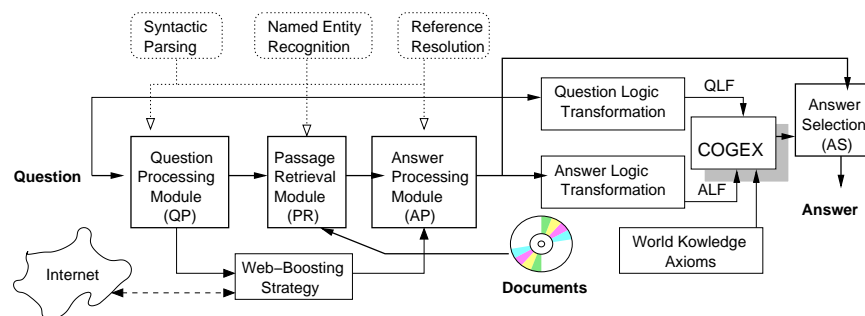 Syntactic
Parsing
Named Entity
Recognition
Reference
Resolution
Question Logic
Transformation
QLF
Answer
Selection
(AS)
COGEX
Question
Question
Processing
Module
(QP)
Passage
Retrieval
Module
(PR)
Answer
Processing
Module
(AP)
Answer Logic
Transformation
ALF
Answer
World Kowledge
Axioms
Internet
Web−Boosting
Strategy
Documents